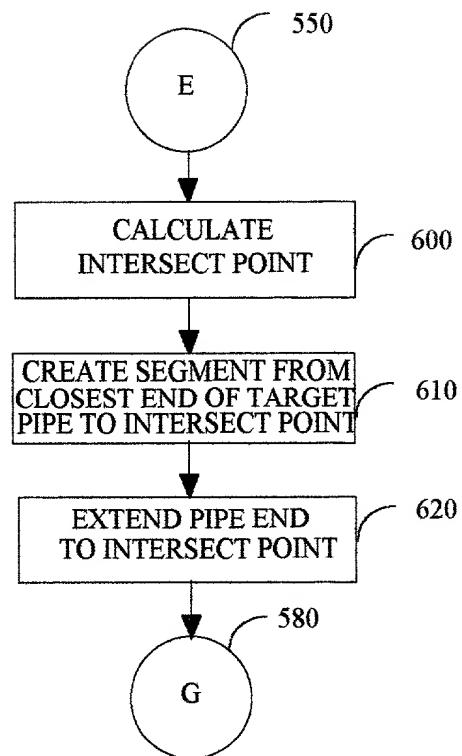 550
E
CALCULATE
INTERSECT POINT
600
CREATE SEGMENT FROM
CLOSEST END OF TARGET
PIPE TO INTERSECT POINT
610
EXTEND PIPE END
TO INTERSECT POINT
620
580
G